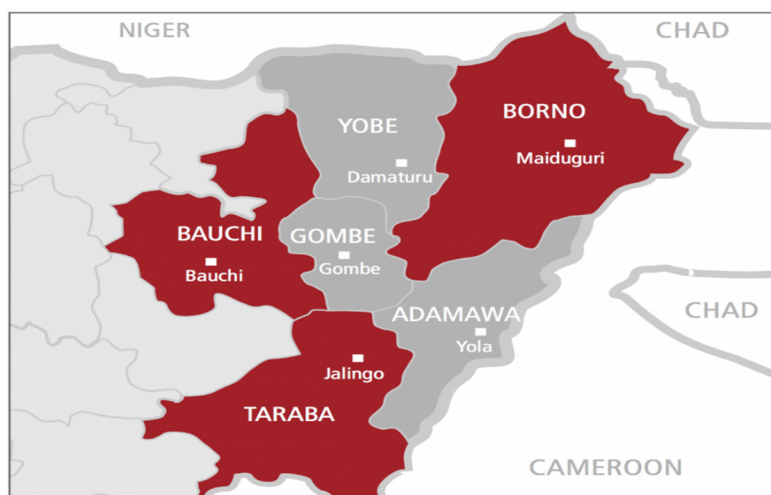 NIGER
CHAD
BORNO
YOBE
Maiduguri
Damaturu
BAUCHI
GOMBE
Bauchi
Gombe
ADAMAWA
CHAD
Yola
Jalingo
TARABA
CAMEROON